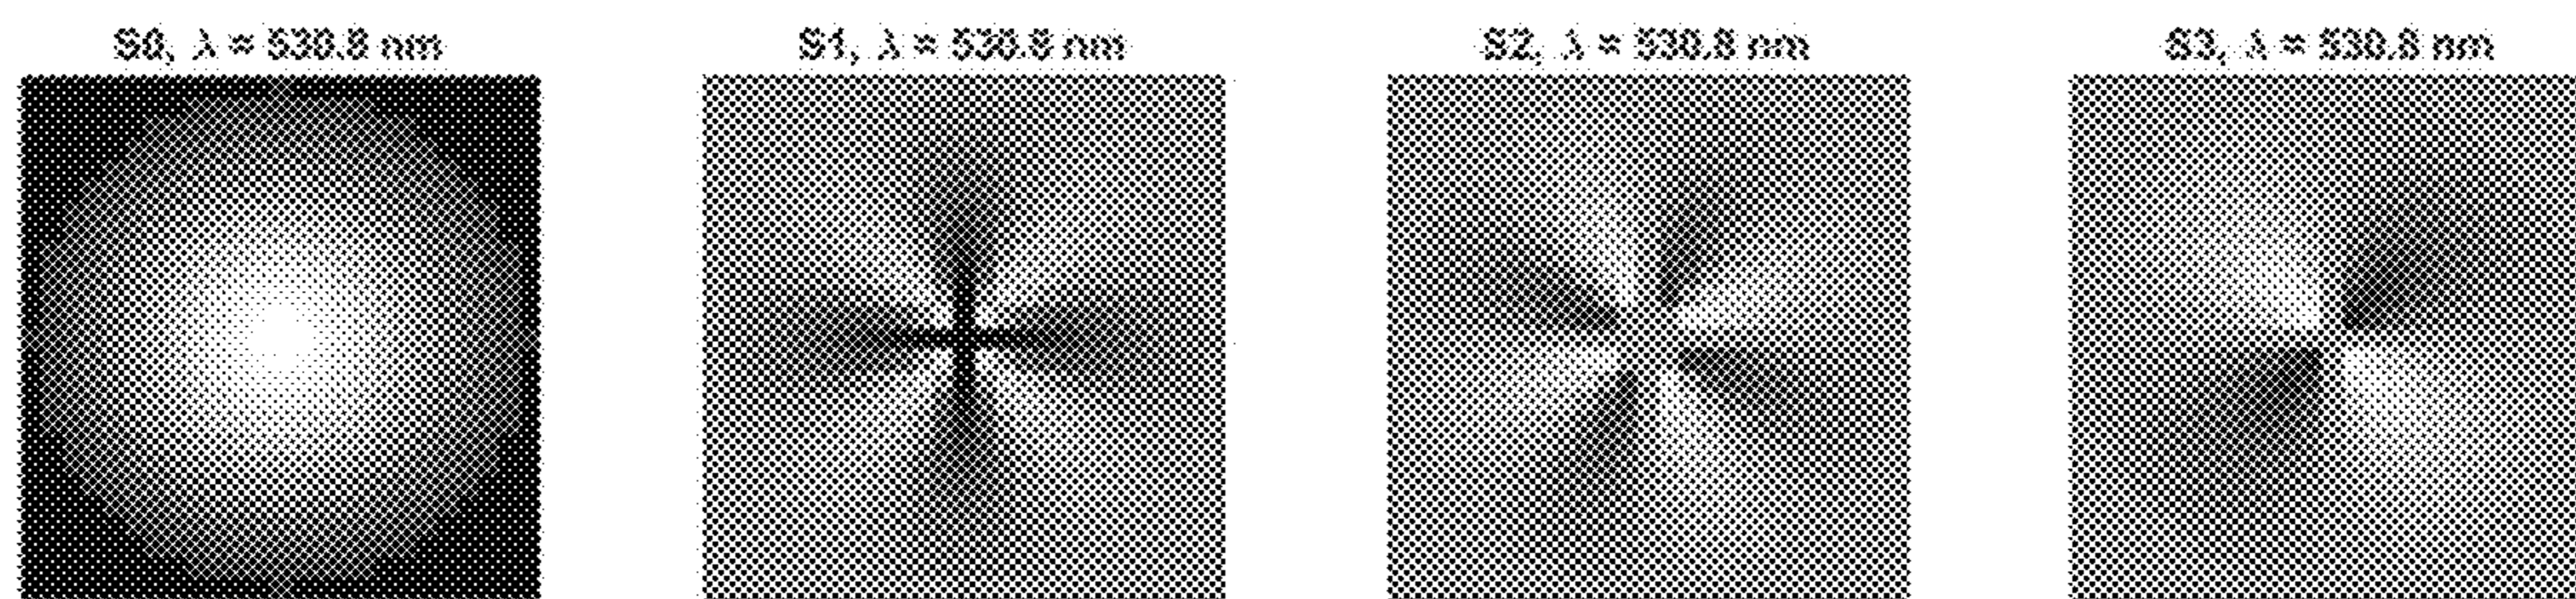 S0, λ = 530.8 nm
S1, λ = 530.8 nm
S2, λ = 530.8 nm
S3, λ = 530.8 nm